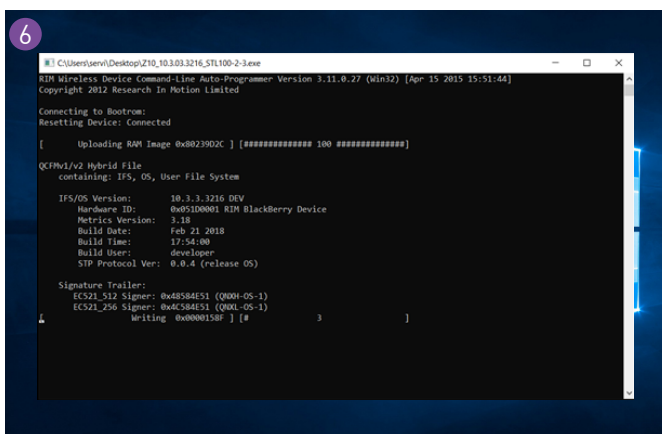 6
C:\Users\servi\Desktop\Z10_10.3.03.3216_STL100-2-3.exe
RIM Wireless Device Command-Line Auto-Programmer Version 3.11.0.27 (Win32) [Apr 15 2015 15:51:44]
Copyright 2012 Research In Motion Limited
Connecting to Bootrom:
Resetting Device: Connected
[ Uploading RAM Image 0x80239D2C ] [############## 100 ##############]
QCFMv1/v2 Hybrid File
containing: IFS, OS, User File System
IFS/OS Version: 10.3.3.3216 DEV
Hardware ID: 0x051D0001 RIM BlackBerry Device
Metrics Version: 3.18
Build Date: Feb 21 2018
Build Time: 17:54:00
Build User: developer
STP Protocol Ver: 0.0.4 (release OS)
Signature Trailer:
EC521_512 Signer: 0x48584E51 (QNXH-OS-1)
EC521_256 Signer: 0x4C584E51 (QNXL-OS-1)
[ Writing 0x0000158F ] [# 3 ]